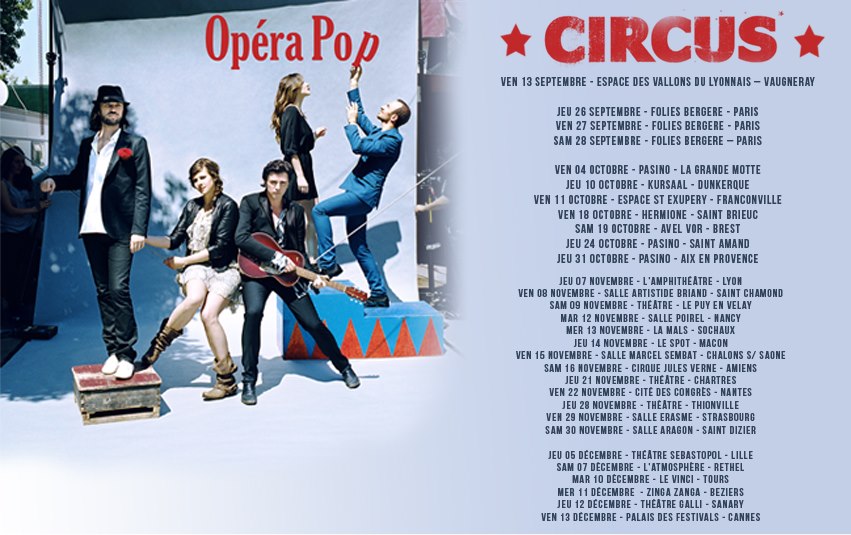 Opéra Pop
CIRCUS
VEN 13 SEPTEMBRE - ESPACE DES VALLONS DU LYONNAIS – VAUGNERAY
JEU 26 SEPTEMBRE - FOLIES BERGERE - PARIS
VEN 27 SEPTEMBRE - FOLIES BERGERE - PARIS
SAM 28 SEPTEMBRE - FOLIES BERGERE – PARIS
VEN 04 OCTOBRE - PASINO - LA GRANDE MOTTE
JEU 10 OCTOBRE - KURSAAL - DUNKERQUE
VEN 11 OCTOBRE - ESPACE ST EXUPERY - FRANCONVILLE
VEN 18 OCTOBRE - HERMIONE - SAINT BRIEUC
SAM 19 OCTOBRE - AVEL VOR - BREST
JEU 24 OCTOBRE - PASINO - SAINT AMAND
JEU 31 OCTOBRE - PASINO - AIX EN PROVENCE
JEU 07 NOVEMBRE - L'AMPHITHÉÂTRE - LYON
VEN 08 NOVEMBRE - SALLE ARTISTIDE BRIAND - SAINT CHAMOND
SAM 09 NOVEMBRE - THÉÂTRE - LE PUY EN VELAY
MAR 12 NOVEMBRE - SALLE POIREL - NANCY
MER 13 NOVEMBRE - LA MALS - SOCHAUX
JEU 14 NOVEMBRE - LE SPOT - MACON
VEN 15 NOVEMBRE - SALLE MARCEL SEMBAT - CHALONS S/ SAONE
SAM 16 NOVEMBRE - CIRQUE JULES VERNE - AMIENS
JEU 21 NOVEMBRE - THÉÂTRE - CHARTRES
VEN 22 NOVEMBRE - CITÉ DES CONGRÈS - NANTES
JEU 28 NOVEMBRE - THÉÂTRE - THIONVILLE
VEN 29 NOVEMBRE - SALLE ERASME - STRASBOURG
SAM 30 NOVEMBRE - SALLE ARAGON - SAINT DIZIER
JEU 05 DÉCEMBRE - THÉÂTRE SEBASTOPOL - LILLE
SAM 07 DÉCEMBRE - L'ATMOSPHÈRE - RETHEL
MAR 10 DÉCEMBRE - LE VINCI - TOURS
MER 11 DÉCEMBRE - ZINGA ZANGA - BEZIERS
JEU 12 DÉCEMBRE - THÉÂTRE GALLI - SANARY
VEN 13 DÉCEMBRE - PALAIS DES FESTIVALS - CANNES